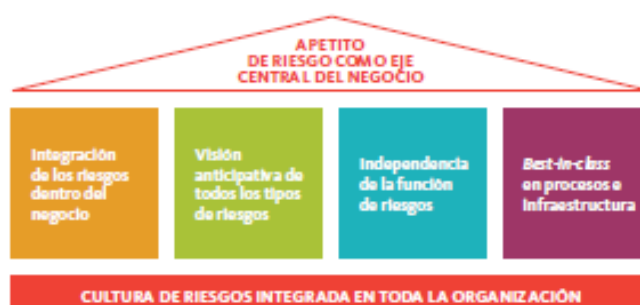 APETITO
DE RIESGO COMO EJE
CENTRAL DEL NEGOCIO
Integración
de los riesgos
dentro del
negocio
Visión
anticipativa de
todos los tipos
de riesgos
Independencia
de la función
de riesgos
Best-in-class
en procesos e
infraestructura
CULTURA DE RIESGOS INTEGRADA EN TODA LA ORGANIZACIÓN